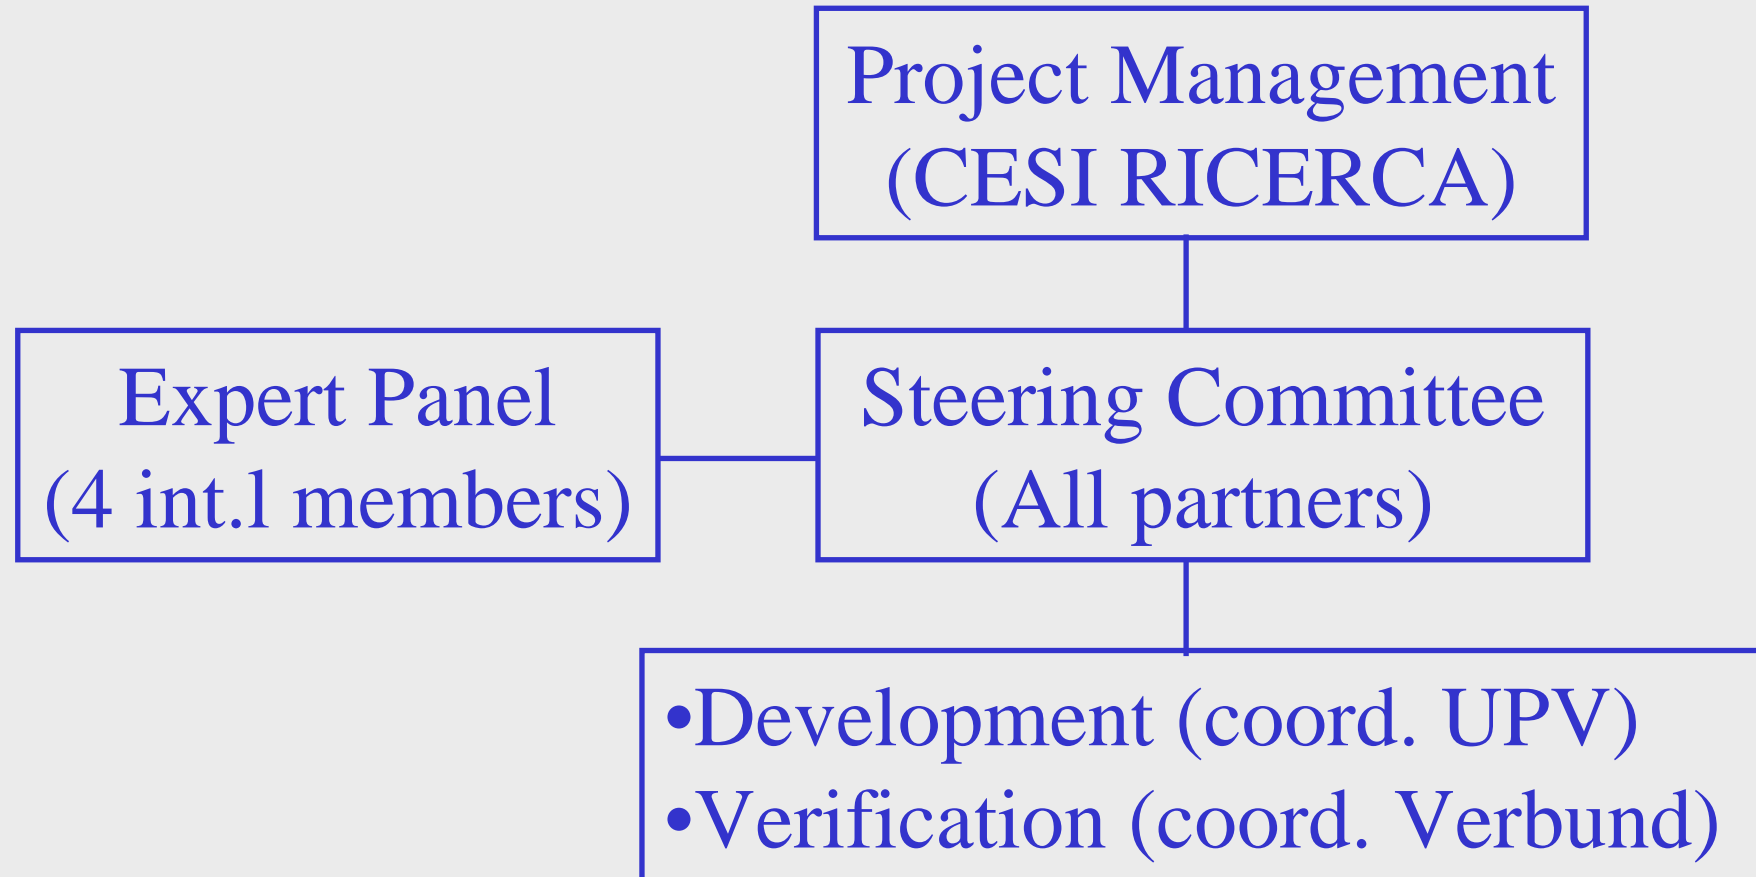 Project Management
(CESI RICERCA)
Expert Panel
(4 int.l members)
Steering Committee
(All partners)
•Development (coord. UPV)
•Verification (coord. Verbund)